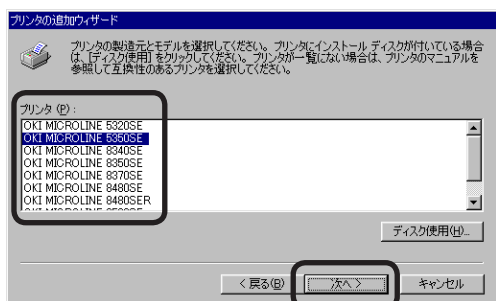 プリンタの追加ウィザード
プリンタの製造元とモデルを選択してください。プリンタにインストール ディスクが付いている場合
は、[ディスク使用] をクリックしてください。プリンタが一覧にない場合は、プリンタのマニュアルを
参照して互換性のあるプリンタを選択してください。
プリンタ (P) :
OKI MICROLINE 5320SE
OKI MICROLINE 5350SE
OKI MICROLINE 8340SE
OKI MICROLINE 8350SE
OKI MICROLINE 8370SE
OKI MICROLINE 8480SE
OKI MICROLINE 8480SER
OKI MICROLINE
ディスク使用(H)...
< 戻る(B)
次へ >
キャンセル